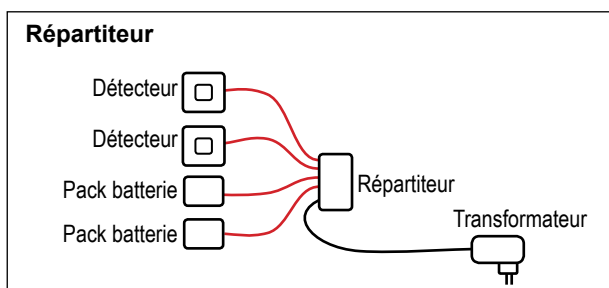 Répartiteur
Détecteur
Détecteur
Pack batterie
Répartiteur
Pack batterie
Transformateur